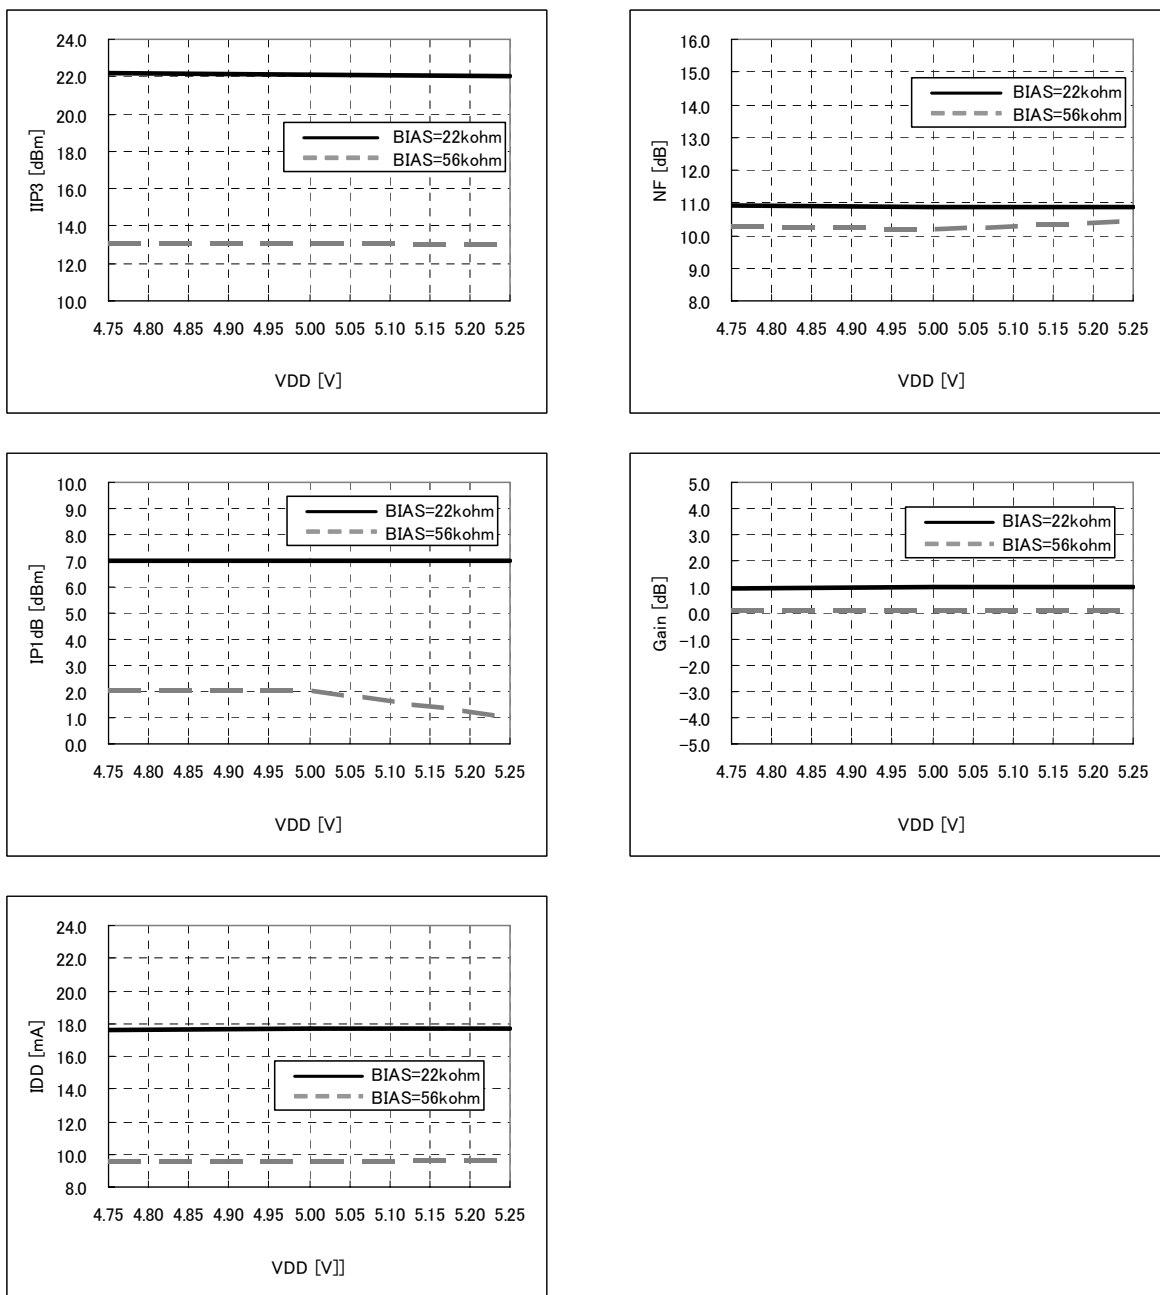 24.0
22.0
20.0
18.0
16.0
14.0
12.0
10.0
IIP3 [dBm]
BIAS=22kohm
BIAS=56kohm
4.75 4.80 4.85 4.90 4.95 5.00 5.05 5.10 5.15 5.20 5.25
VDD [V]
16.0
15.0
14.0
13.0
12.0
11.0
10.0
9.0
8.0
NF [dB]
BIAS=22kohm
BIAS=56kohm
4.75 4.80 4.85 4.90 4.95 5.00 5.05 5.10 5.15 5.20 5.25
VDD [V]
10.0
9.0
8.0
7.0
6.0
5.0
4.0
3.0
2.0
1.0
0.0
IP1dB [dBm]
BIAS=22kohm
BIAS=56kohm
4.75 4.80 4.85 4.90 4.95 5.00 5.05 5.10 5.15 5.20 5.25
VDD [V]
5.0
4.0
3.0
2.0
1.0
0.0
-1.0
-2.0
-3.0
-4.0
-5.0
Gain [dB]
BIAS=22kohm
BIAS=56kohm
4.75 4.80 4.85 4.90 4.95 5.00 5.05 5.10 5.15 5.20 5.25
VDD [V]
24.0
22.0
20.0
18.0
16.0
14.0
12.0
10.0
8.0
IDD [mA]
BIAS=22kohm
BIAS=56kohm
4.75 4.80 4.85 4.90 4.95 5.00 5.05 5.10 5.15 5.20 5.25
VDD [V]]